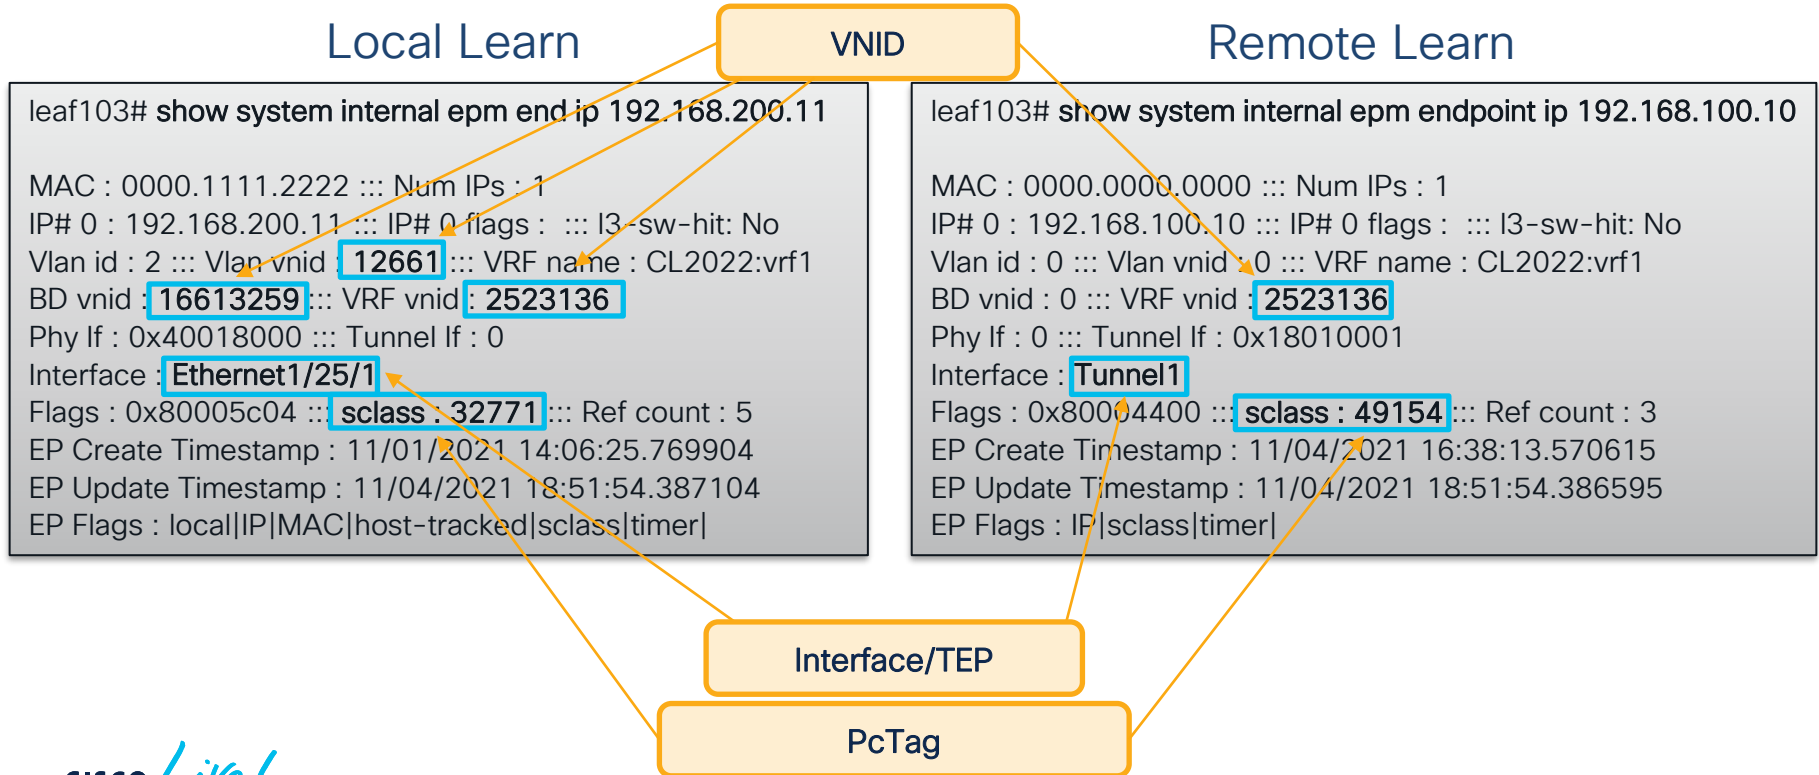 Local Learn
VNID
Remote Learn
leaf103# show system internal epm end ip 192.168.200.11
MAC : 0000.1111.2222 ::: Num IPs : 1
IP# 0 : 192.168.200.11 ::: IP# 0 flags :  ::: l3-sw-hit: No
Vlan id : 2 ::: Vlan vnid : 12661 ::: VRF name : CL2022:vrf1
BD vnid : 16613259 ::: VRF vnid : 2523136
Phy If : 0x40018000 ::: Tunnel If : 0
Interface : Ethernet1/25/1
Flags : 0x80005c04 ::: sclass : 32771 ::: Ref count : 5
EP Create Timestamp : 11/01/2021 14:06:25.769904
EP Update Timestamp : 11/04/2021 18:51:54.387104
EP Flags : local|IP|MAC|host-tracked|sclass|timer|
leaf103# show system internal epm endpoint ip 192.168.100.10
MAC : 0000.0000.0000 ::: Num IPs : 1
IP# 0 : 192.168.100.10 ::: IP# 0 flags :  ::: l3-sw-hit: No
Vlan id : 0 ::: Vlan vnid : 0 ::: VRF name : CL2022:vrf1
BD vnid : 0 ::: VRF vnid : 2523136
Phy If : 0 ::: Tunnel If : 0x18010001
Interface : Tunnel1
Flags : 0x80004400 ::: sclass : 49154 ::: Ref count : 3
EP Create Timestamp : 11/04/2021 16:38:13.570615
EP Update Timestamp : 11/04/2021 18:51:54.386595
EP Flags : IP|sclass|timer|
Interface/TEP
PcTag